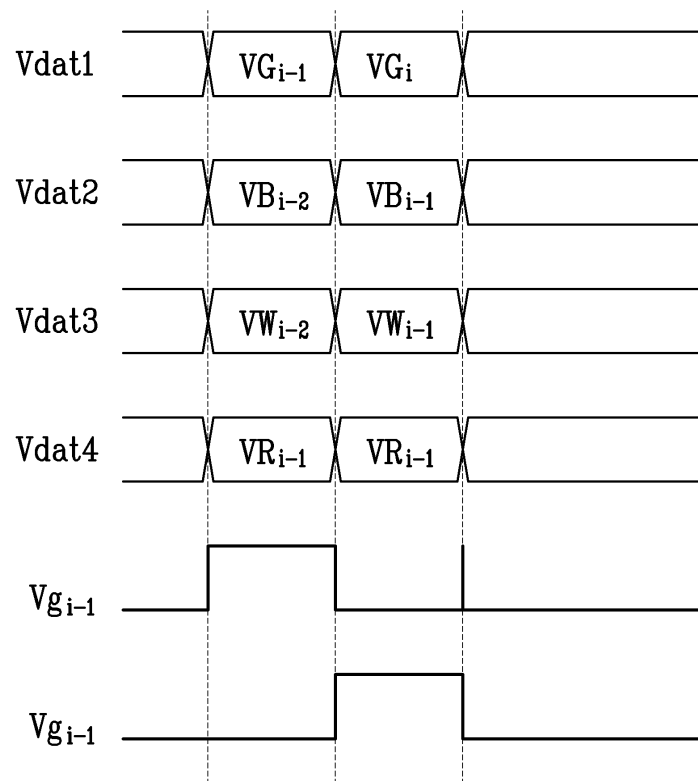 Vdat1 VGi-1 VGi
Vdat2 VBi-2 VBi-1
Vdat3 VWi-2 VWi-1
Vdat4 VRi-1 VRi-1
Vgi-1
Vgi-1